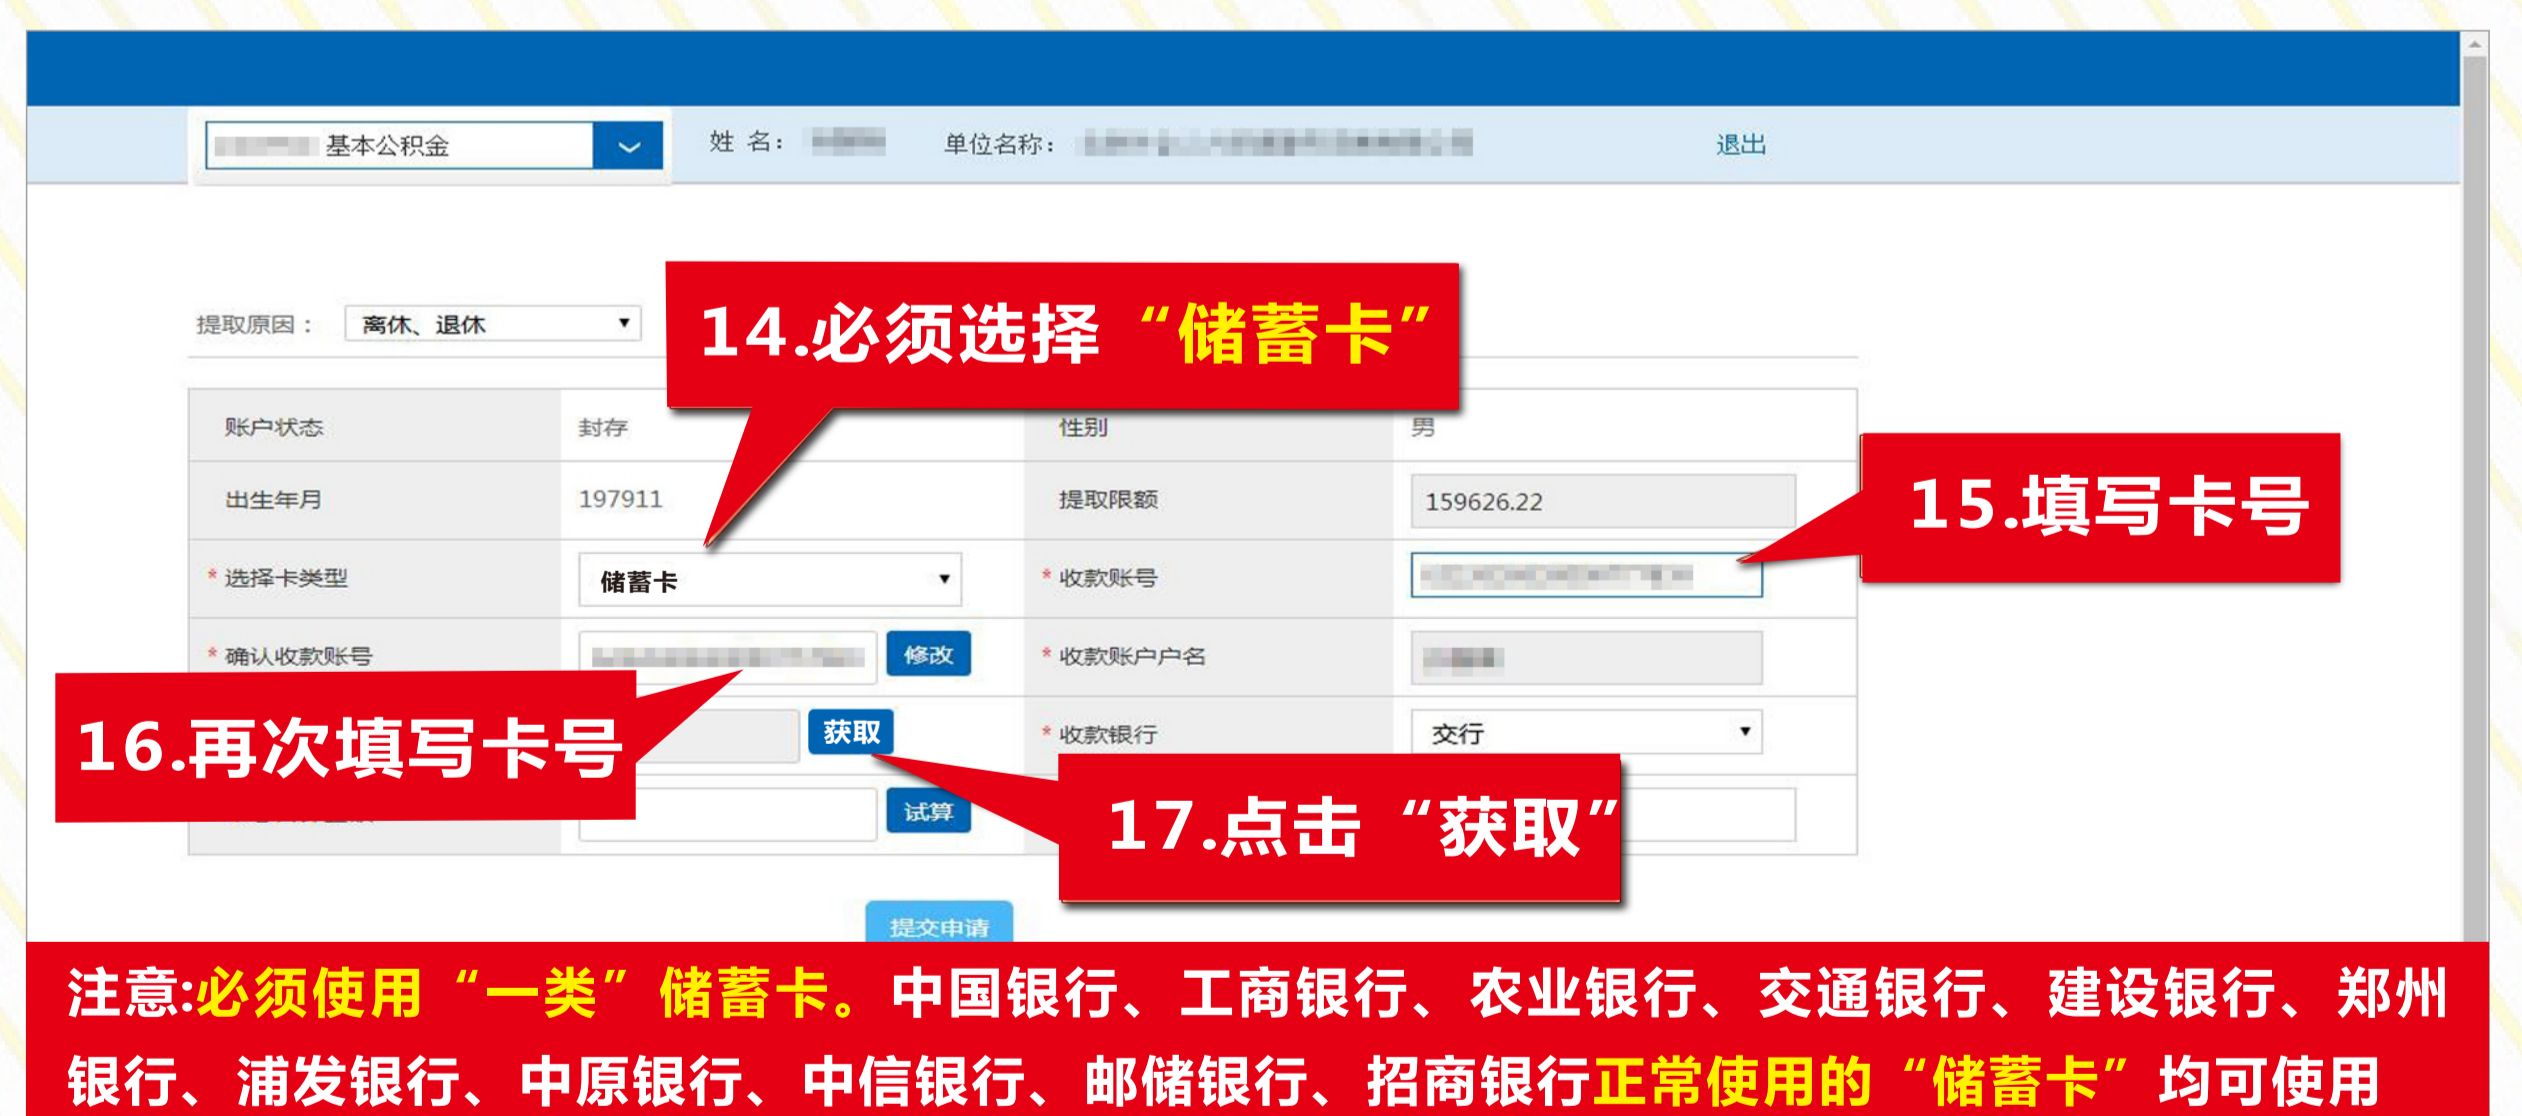 基本公积金
姓 名：
单位名称：
退出
提取原因： 离休、退休
14.必须选择“储蓄卡”
账户状态 封存 性别 男
出生年月 197911 提取限额 159626.22
15.填写卡号
* 选择卡类型 储蓄卡 * 收款账号
* 确认收款账号 修改 * 收款账户户名
16.再次填写卡号
获取 * 收款银行 交行
试算
17.点击“获取”
提交申请
注意:必须使用“一类”储蓄卡。中国银行、工商银行、农业银行、交通银行、建设银行、郑州
银行、浦发银行、中原银行、中信银行、邮储银行、招商银行正常使用的“储蓄卡”均可使用